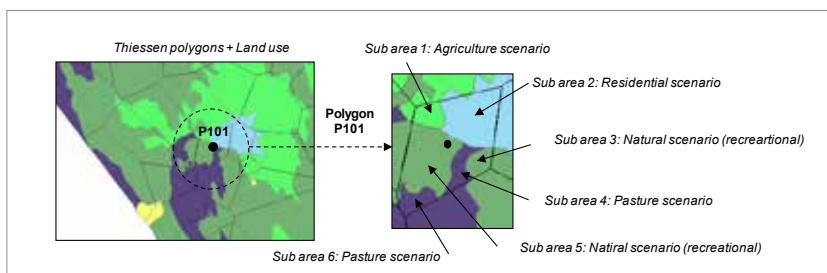 Thiessen polygons + Land use
Sub area 1: Agriculture scenario
Sub area 2: Residential scenario
P101
Polygon
P101
Sub area 3: Natural scenario (recreartional)
Sub area 4: Pasture scenario
Sub area 5: Natiral scenario (recreational)
Sub area 6: Pasture scenario